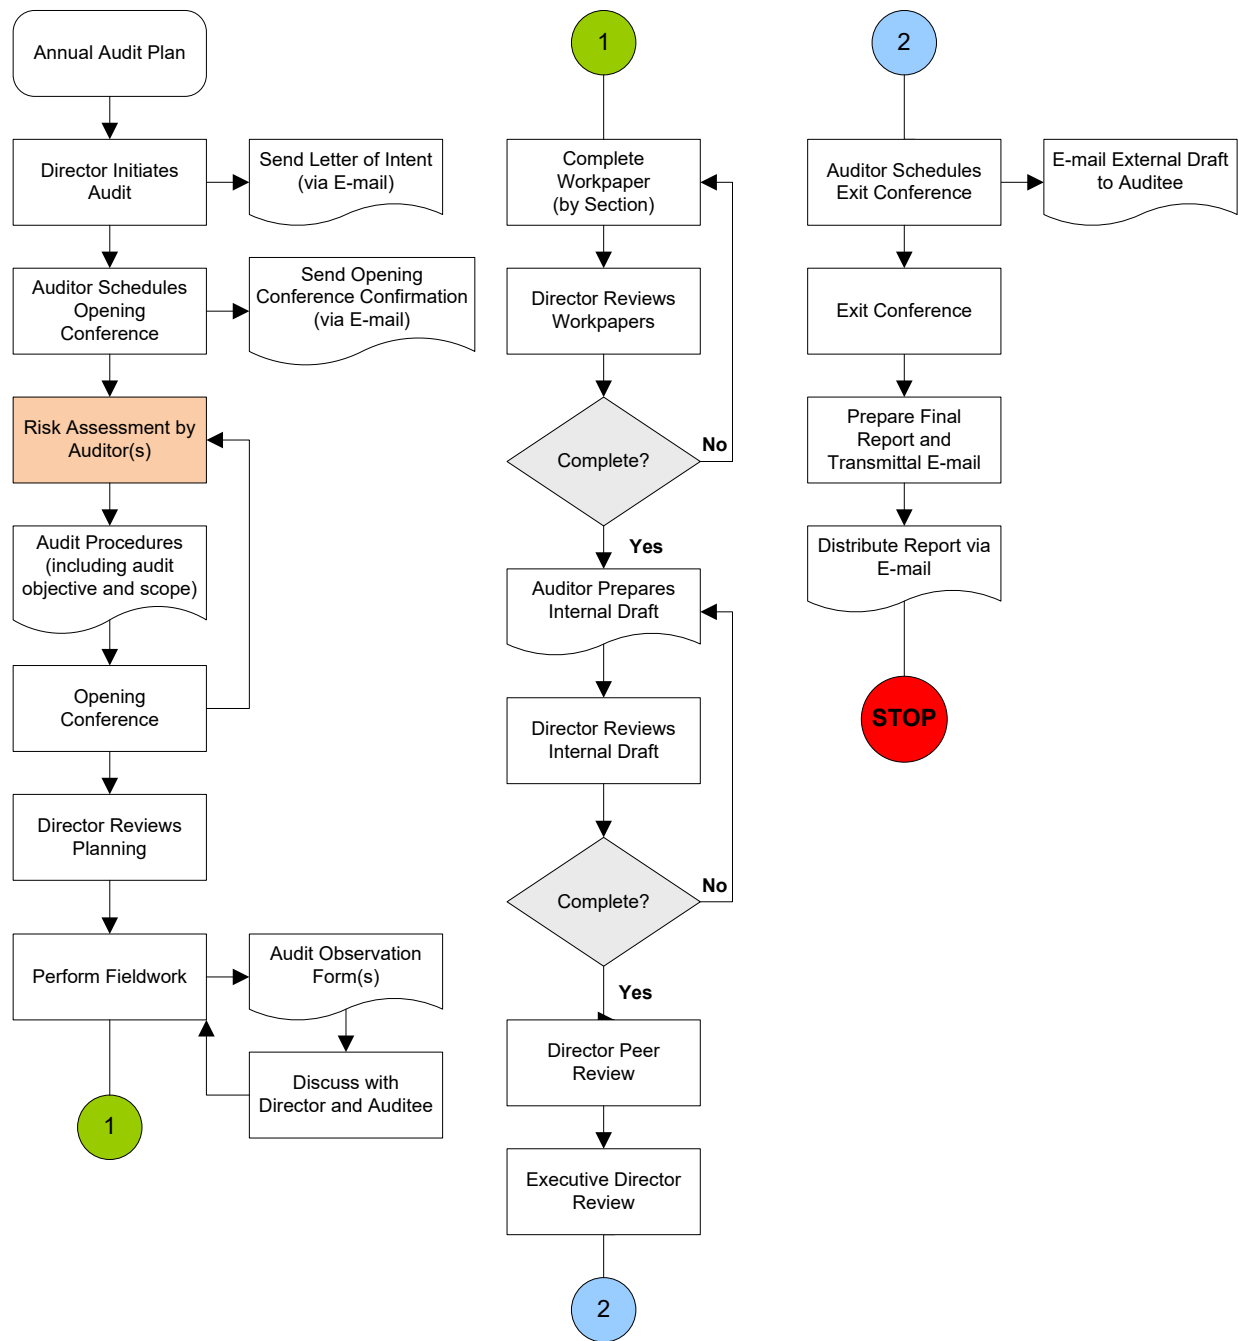 Annual Audit Plan
Director Initiates
Audit
Send Letter of Intent
(via E-mail)
Auditor Schedules
Opening
Conference
Send Opening
Conference Confirmation
(via E-mail)
Risk Assessment by
Auditor(s)
Audit Procedures
(including audit
objective and scope)
Opening
Conference
Director Reviews
Planning
Perform Fieldwork
Audit Observation
Form(s)
Discuss with
Director and Auditee
1
1
Complete
Workpaper
(by Section)
Director Reviews
Workpapers
Complete?
No
Yes
Auditor Prepares
Internal Draft
Director Reviews
Internal Draft
Complete?
No
Yes
Director Peer
Review
Executive Director
Review
2
2
Auditor Schedules
Exit Conference
E-mail External Draft
to Auditee
Exit Conference
Prepare Final
Report and
Transmittal E-mail
Distribute Report via
E-mail
STOP